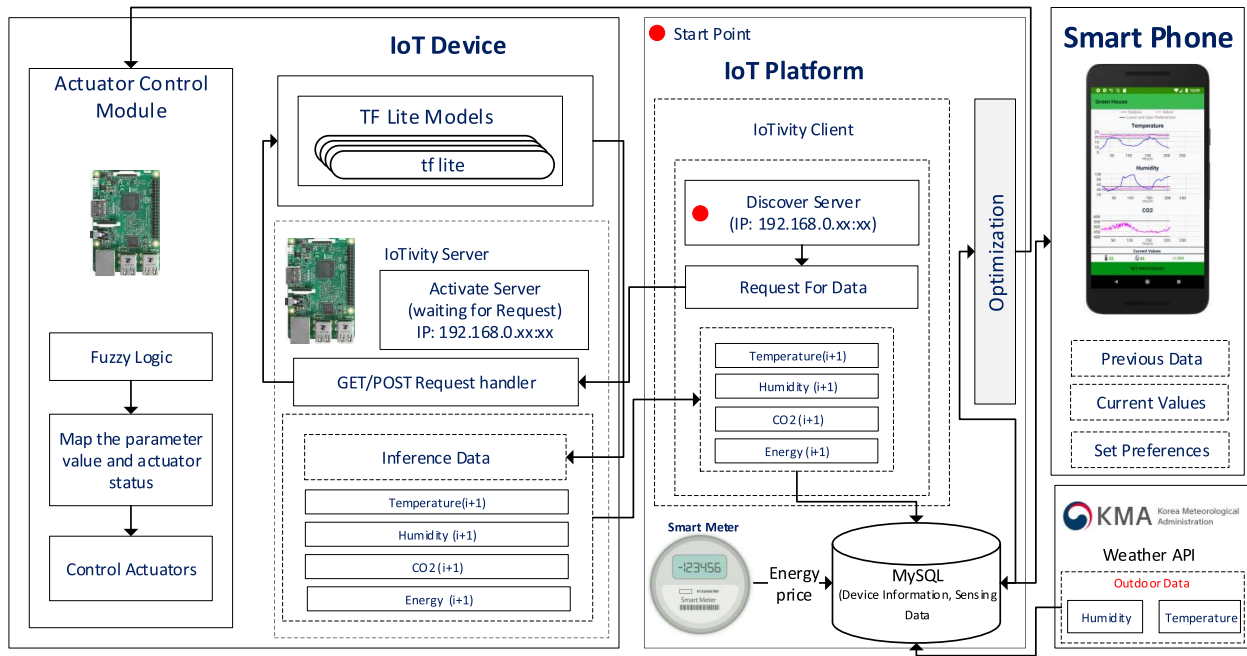 IoT Device
Actuator Control
Module
Fuzzy Logic
Map the parameter
value and actuator
status
Control Actuators
TF Lite Models
tf lite
IoTivity Server
Activate Server
(waiting for Request)
IP: 192.168.0.xx:xx
GET/POST Request handler
Inference Data
Temperature(i+1)
Humidity (i+1)
CO2 (i+1)
Energy (i+1)
Start Point
IoT Platform
IoTivity Client
Discover Server
(IP: 192.168.0.xx:xx)
Request For Data
Temperature(i+1)
Humidity (i+1)
CO2 (i+1)
Energy (i+1)
Optimization
Smart Meter
-123456
Smart Meter
Energy
price
MySQL
(Device Information, Sensing
Data
Smart Phone
Green House
Temperature
Humidity
CO2
Current Values
SET PREFERENCES
Previous Data
Current Values
Set Preferences
KMA
Korea Meteorological
Administration
Weather API
Outdoor Data
Humidity
Temperature